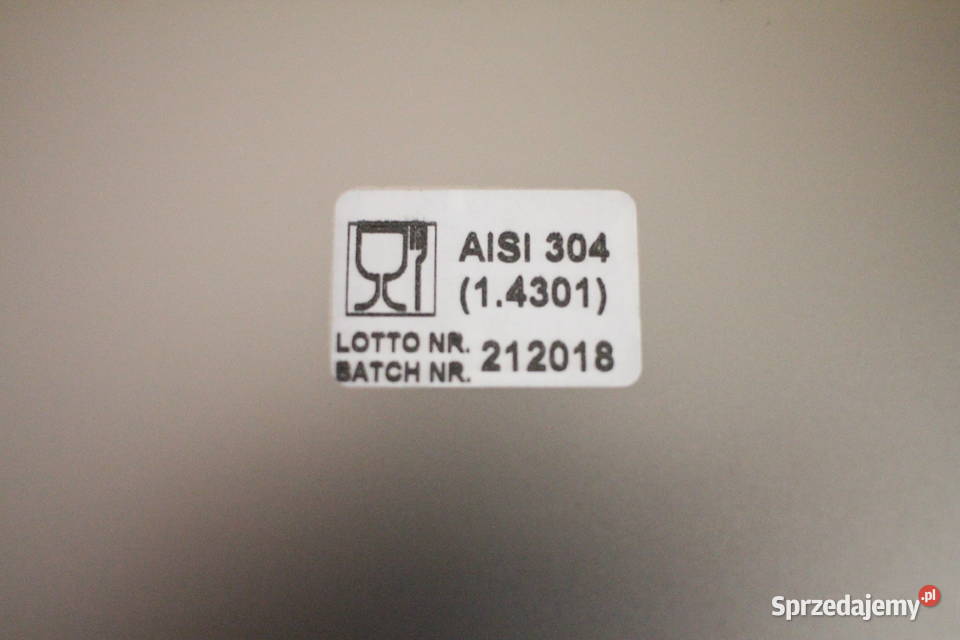 AISI 304
(1.4301)
LOTTO NR.
BATCH NR. 212018
Sprzedajemy.pl